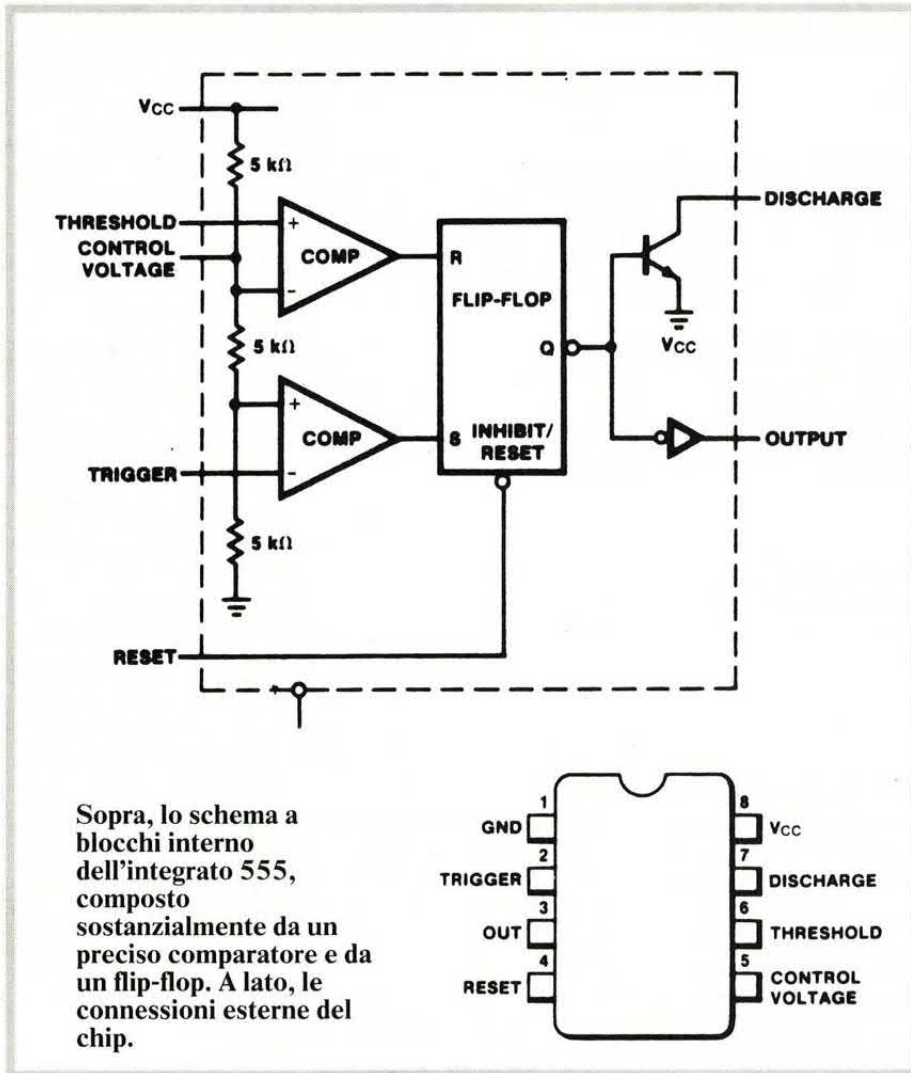 VCC
5 kΩ
THRESHOLD
CONTROL
VOLTAGE
+
COMP
-
R
FLIP-FLOP
Q
DISCHARGE
VCC
5 kΩ
+
COMP
-
S
INHIBIT/
RESET
OUTPUT
TRIGGER
5 kΩ
RESET
Sopra, lo schema a
blocchi interno
dell'integrato 555,
composto
sostanzialmente da un
preciso comparatore e da
un flip-flop. A lato, le
connessioni esterne del
chip.
1
GND
2
TRIGGER
3
OUT
4
RESET
8
VCC
7
DISCHARGE
6
THRESHOLD
5
CONTROL
VOLTAGE